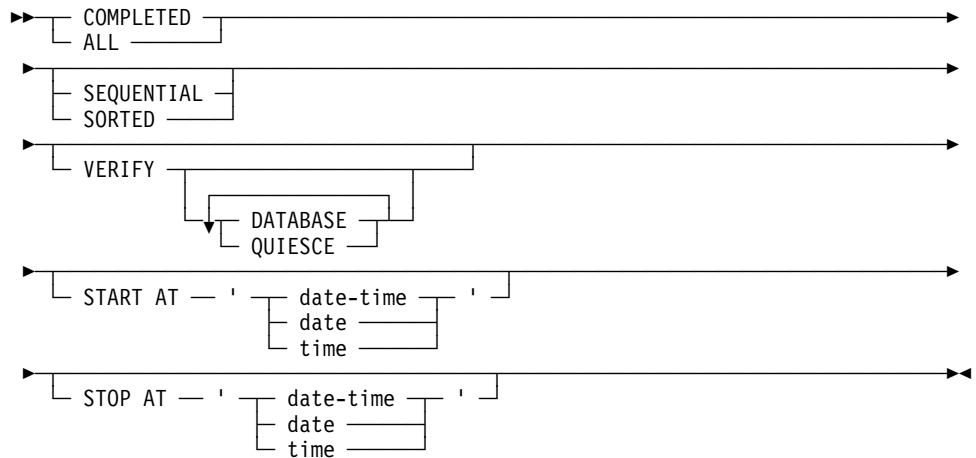 COMPLETED
ALL
SEQUENTIAL
SORTED
VERIFY
DATABASE
QUIESCE
START AT ' date-time '
date
time
STOP AT ' date-time '
date
time